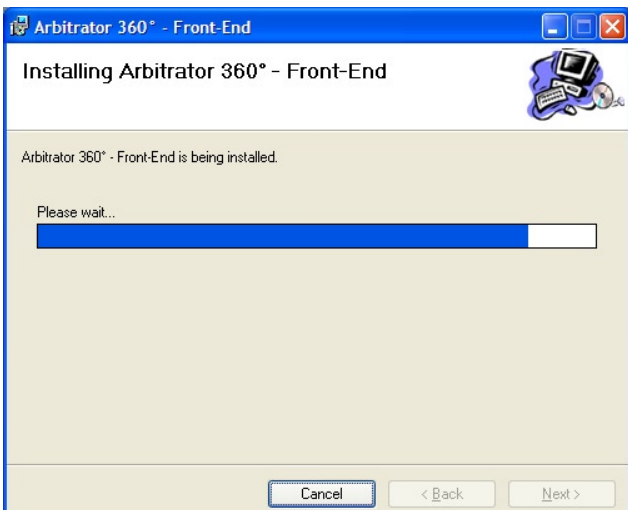 Arbitrator 360° - Front-End
Installing Arbitrator 360° - Front-End
Arbitrator 360° - Front-End is being installed.
Please wait...
Cancel
< Back
Next >